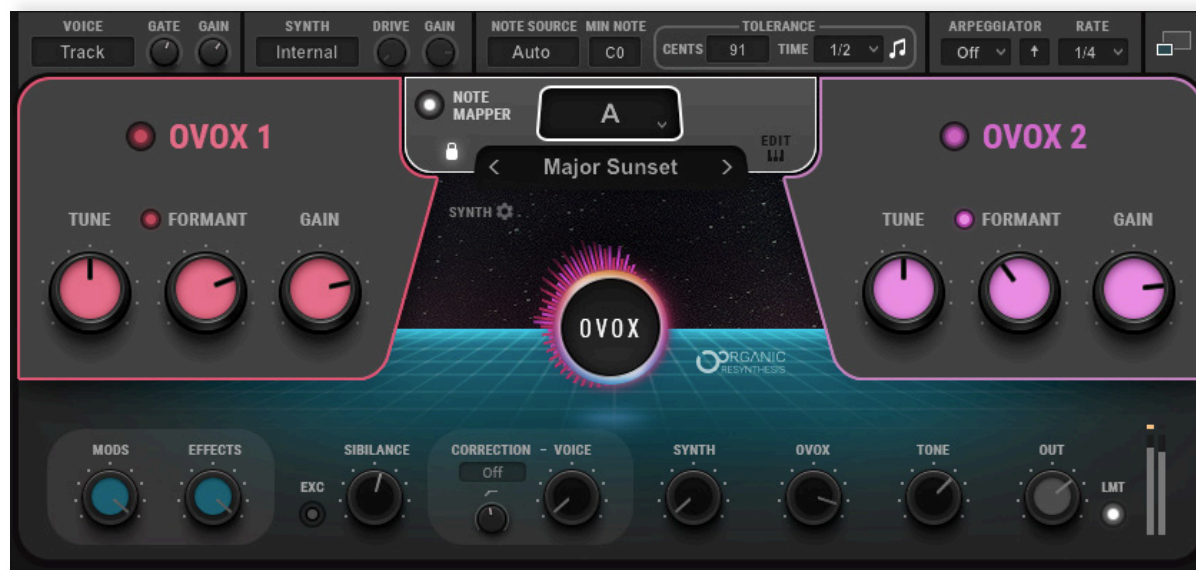 VOICE GATE GAIN SYNTH DRIVE GAIN NOTE SOURCE MIN NOTE TOLERANCE ARPEGGIATOR RATE
Track Internal Auto C0 CENTS 91 TIME 1/2 Off 1/4
NOTE
MAPPER
A
EDIT
OVOX 1
OVOX 2
< Major Sunset >
SYNTH
TUNE FORMANT GAIN
TUNE FORMANT GAIN
OVOX
ORGANIC
RESYNTHESIS
MODS EFFECTS SIBILANCE CORRECTION - VOICE SYNTH OVOX TONE OUT
Off
EXC
LMT